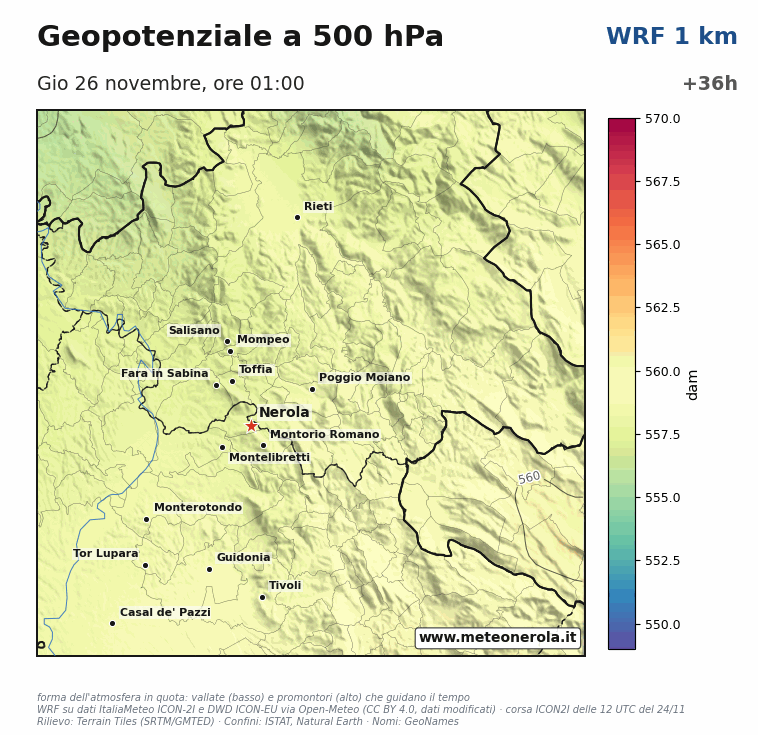 Geopotenziale a 500 hPa
WRF 1 km
Gio 26 novembre, ore 01:00
+36h
Rieti
Salisano
Mompeo
Toffia
Fara in Sabina
Poggio Moiano
Nerola
Montorio Romano
Montelibretti
560
Monterotondo
Tor Lupara
Guidonia
Tivoli
Casal de' Pazzi
www.meteonerola.it
570.0
567.5
565.0
562.5
560.0
557.5
555.0
552.5
550.0
dam
forma dell'atmosfera in quota: vallate (basso) e promontori (alto) che guidano il tempo
WRF su dati ItaliaMeteo ICON-2I e DWD ICON-EU via Open-Meteo (CC BY 4.0, dati modificati) · corsa ICON2I delle 12 UTC del 24/11
Rilievo: Terrain Tiles (SRTM/GMTED) · Confini: ISTAT, Natural Earth · Nomi: GeoNames